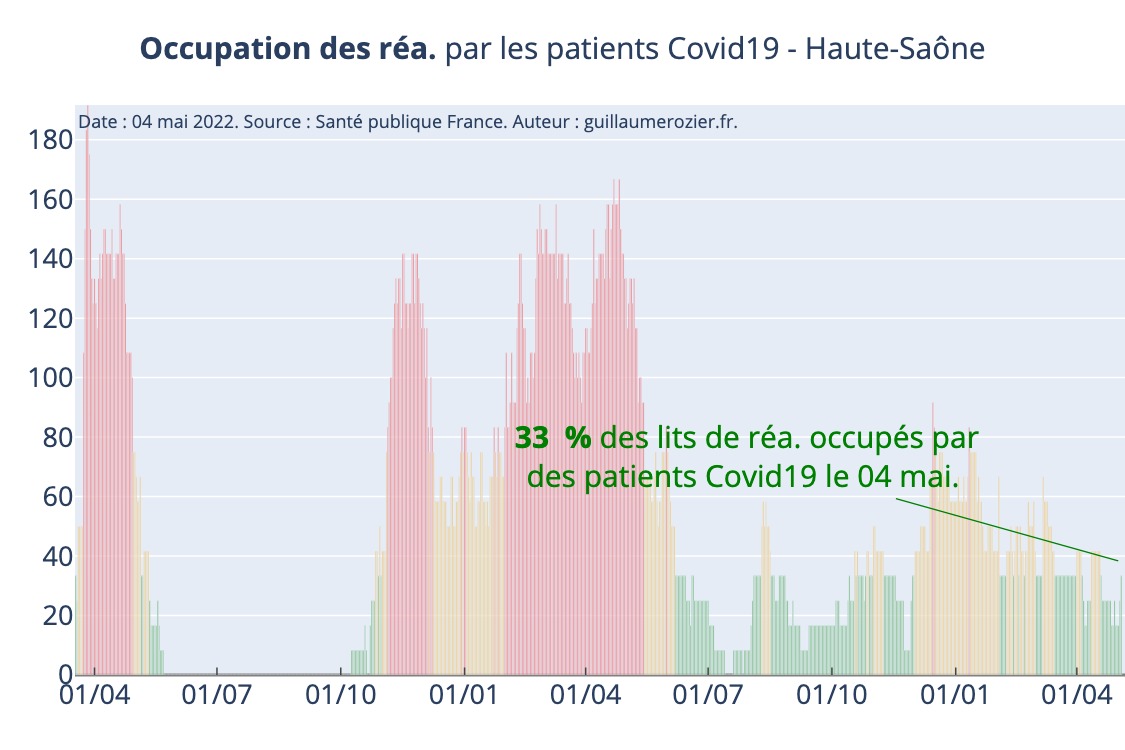 Occupation des réa. par les patients Covid19 - Haute-Saône
Date : 04 mai 2022. Source : Santé publique France. Auteur : guillaumerozier.fr.
180
160
140
120
100
80
60
40
20
0
33 % des lits de réa. occupés par
des patients Covid19 le 04 mai.
01/04 01/07 01/10 01/01 01/04 01/07 01/10 01/01 01/04